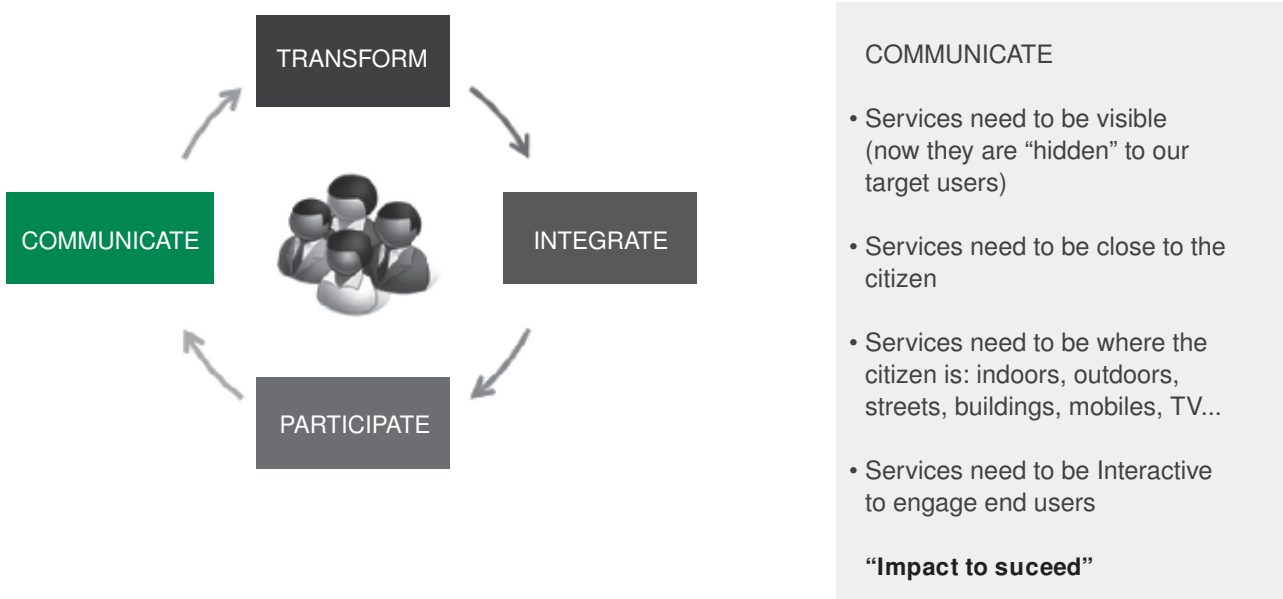 TRANSFORM
COMMUNICATE
INTEGRATE
PARTICIPATE
COMMUNICATE
• Services need to be visible
(now they are “hidden” to our
target users)
• Services need to be close to the
citizen
• Services need to be where the
citizen is: indoors, outdoors,
streets, buildings, mobiles, TV...
• Services need to be Interactive
to engage end users
“Impact to suceed”